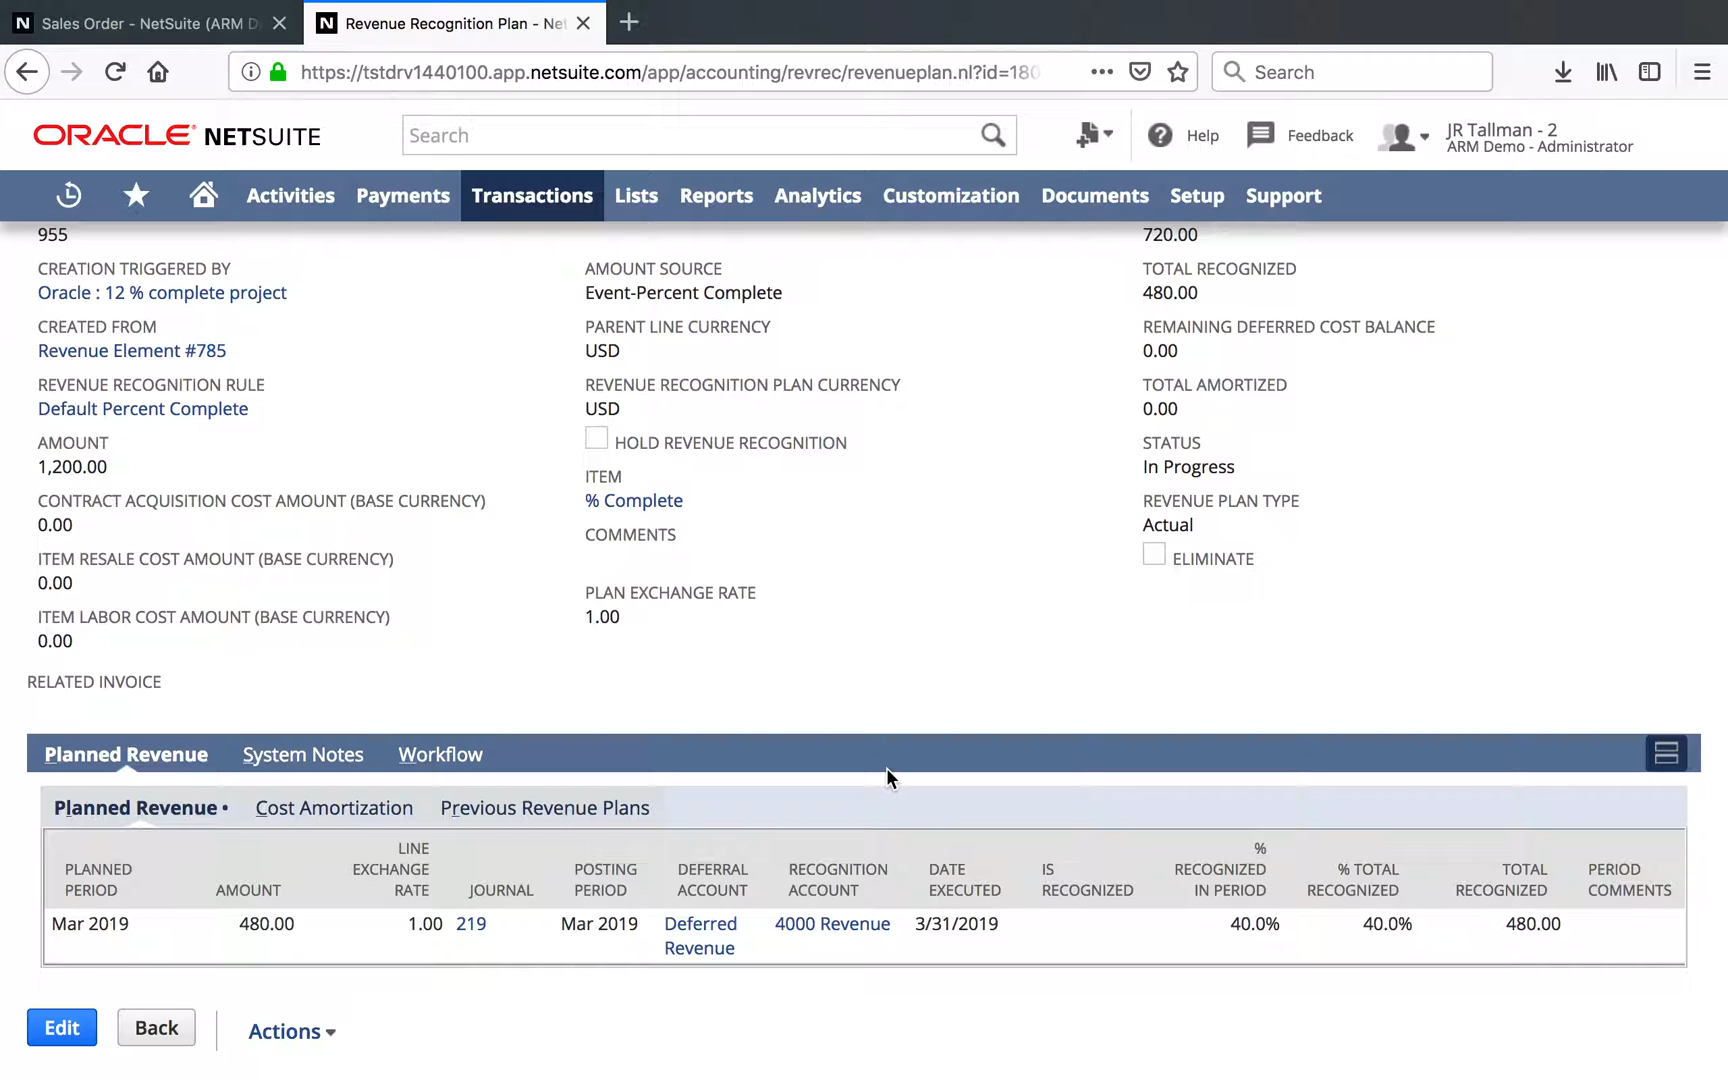 Sales Order - NetSuite (ARM D
Revenue Recognition Plan - Net
https://tstdrv1440100.app.netsuite.com/app/accounting/revrec/revenueplan.nl?id=180
Search
ORACLE NETSUITE
Search
Help
Feedback
JR Tallman - 2
ARM Demo - Administrator
Activities
Payments
Transactions
Lists
Reports
Analytics
Customization
Documents
Setup
Support
955
CREATION TRIGGERED BY
Oracle : 12 % complete project
CREATED FROM
Revenue Element #785
REVENUE RECOGNITION RULE
Default Percent Complete
AMOUNT
1,200.00
CONTRACT ACQUISITION COST AMOUNT (BASE CURRENCY)
0.00
ITEM RESALE COST AMOUNT (BASE CURRENCY)
0.00
ITEM LABOR COST AMOUNT (BASE CURRENCY)
0.00
RELATED INVOICE
AMOUNT SOURCE
Event-Percent Complete
PARENT LINE CURRENCY
USD
REVENUE RECOGNITION PLAN CURRENCY
USD
HOLD REVENUE RECOGNITION
ITEM
% Complete
COMMENTS
PLAN EXCHANGE RATE
1.00
720.00
TOTAL RECOGNIZED
480.00
REMAINING DEFERRED COST BALANCE
0.00
TOTAL AMORTIZED
0.00
STATUS
In Progress
REVENUE PLAN TYPE
Actual
ELIMINATE
Planned Revenue
System Notes
Workflow
Planned Revenue •
Cost Amortization
Previous Revenue Plans
PLANNED
PERIOD
AMOUNT
LINE
EXCHANGE
RATE
JOURNAL
POSTING
PERIOD
DEFERRAL
ACCOUNT
RECOGNITION
ACCOUNT
DATE
EXECUTED
IS
RECOGNIZED
%
RECOGNIZED
IN PERIOD
% TOTAL
RECOGNIZED
TOTAL
RECOGNIZED
PERIOD
COMMENTS
Mar 2019
480.00
1.00
219
Mar 2019
Deferred
Revenue
4000 Revenue
3/31/2019
40.0%
40.0%
480.00
Edit
Back
Actions